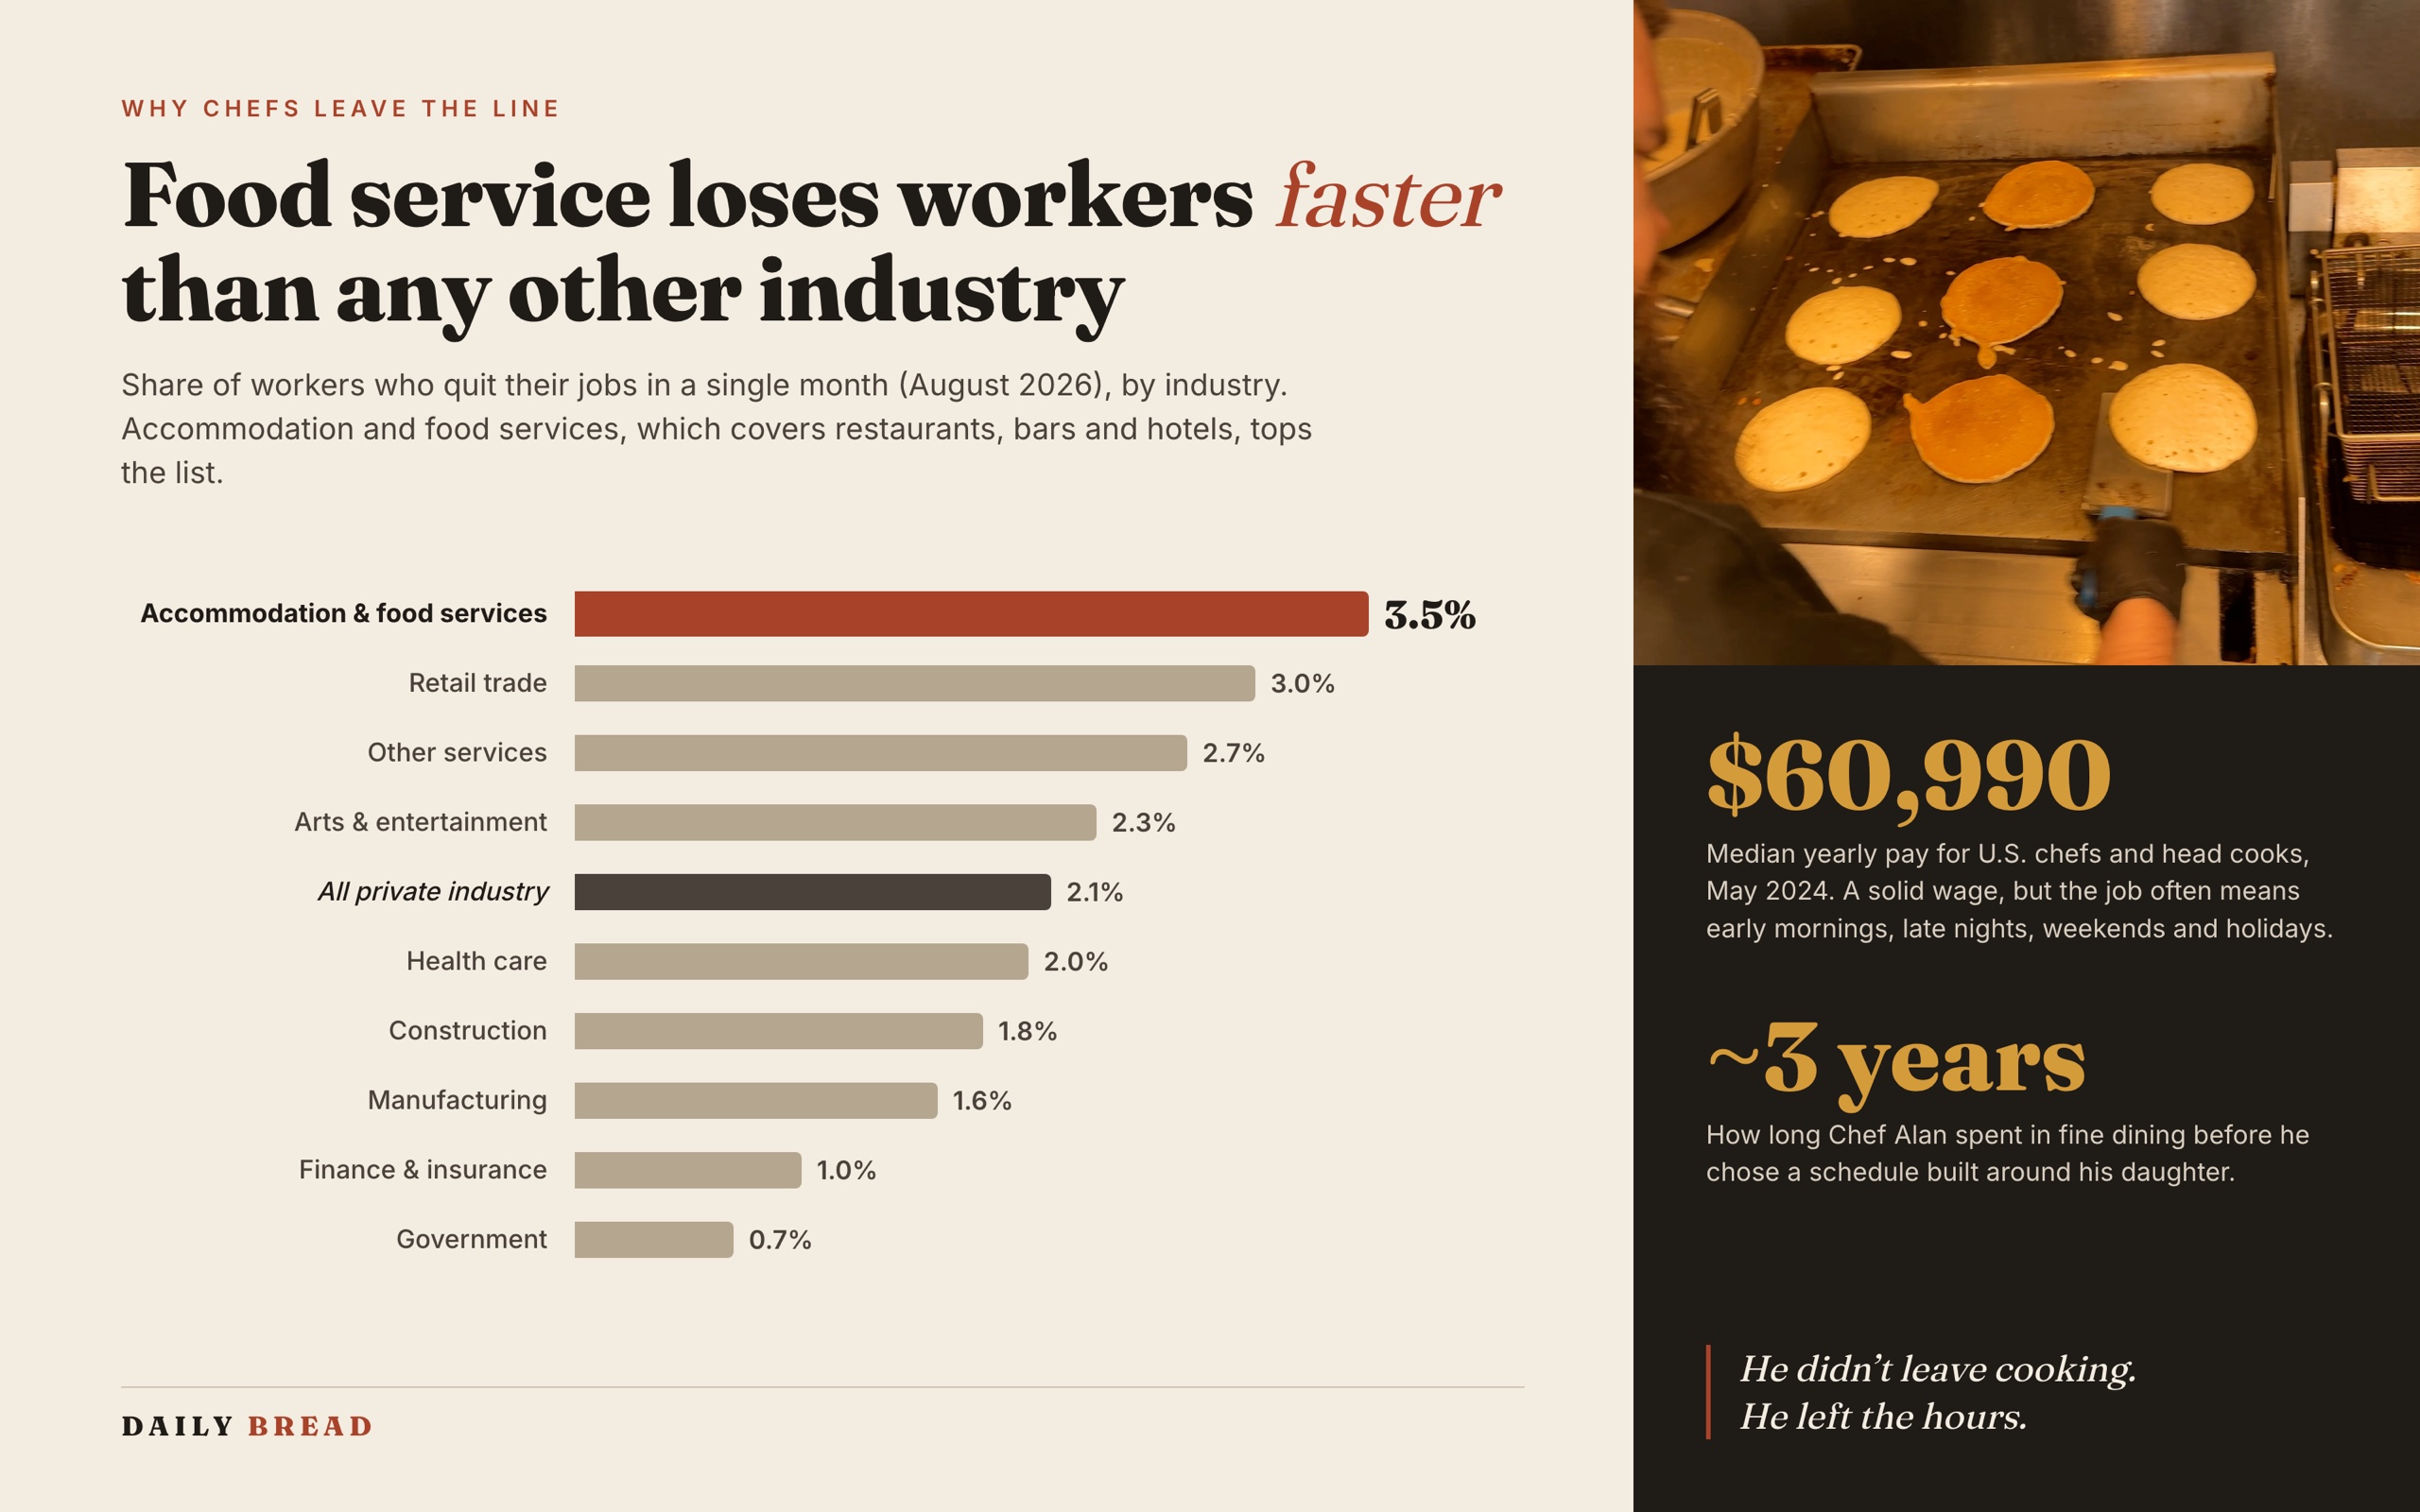 WHY CHEFS LEAVE THE LINE
Food service loses workers faster
than any other industry
Share of workers who quit their jobs in a single month (August 2026), by industry.
Accommodation and food services, which covers restaurants, bars and hotels, tops
the list.
Accommodation & food services 3.5%
Retail trade 3.0%
Other services 2.7%
Arts & entertainment 2.3%
All private industry 2.1%
Health care 2.0%
Construction 1.8%
Manufacturing 1.6%
Finance & insurance 1.0%
Government 0.7%
DAILY BREAD
$60,990
Median yearly pay for U.S. chefs and head cooks,
May 2024. A solid wage, but the job often means
early mornings, late nights, weekends and holidays.
~3 years
How long Chef Alan spent in fine dining before he
chose a schedule built around his daughter.
He didn’t leave cooking.
He left the hours.